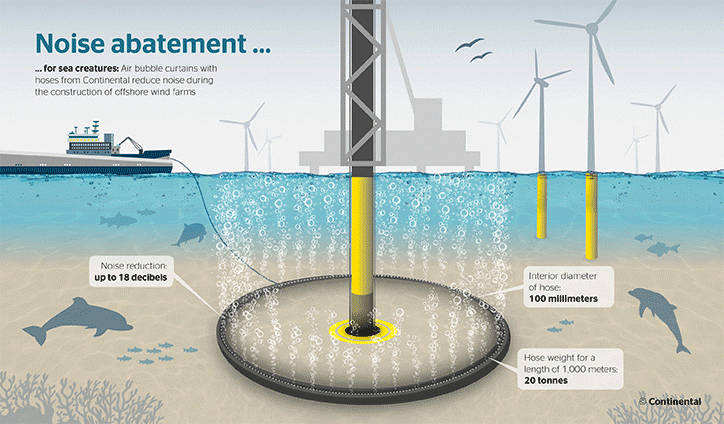 Noise abatement ...
... for sea creatures: Air bubble curtains with
hoses from Continental reduce noise during
the construction of offshore wind farms
Noise reduction:
up to 18 decibels
Interior diameter
of hose:
100 millimeters
Hose weight for a
length of 1,000 meters:
20 tonnes
© Continental